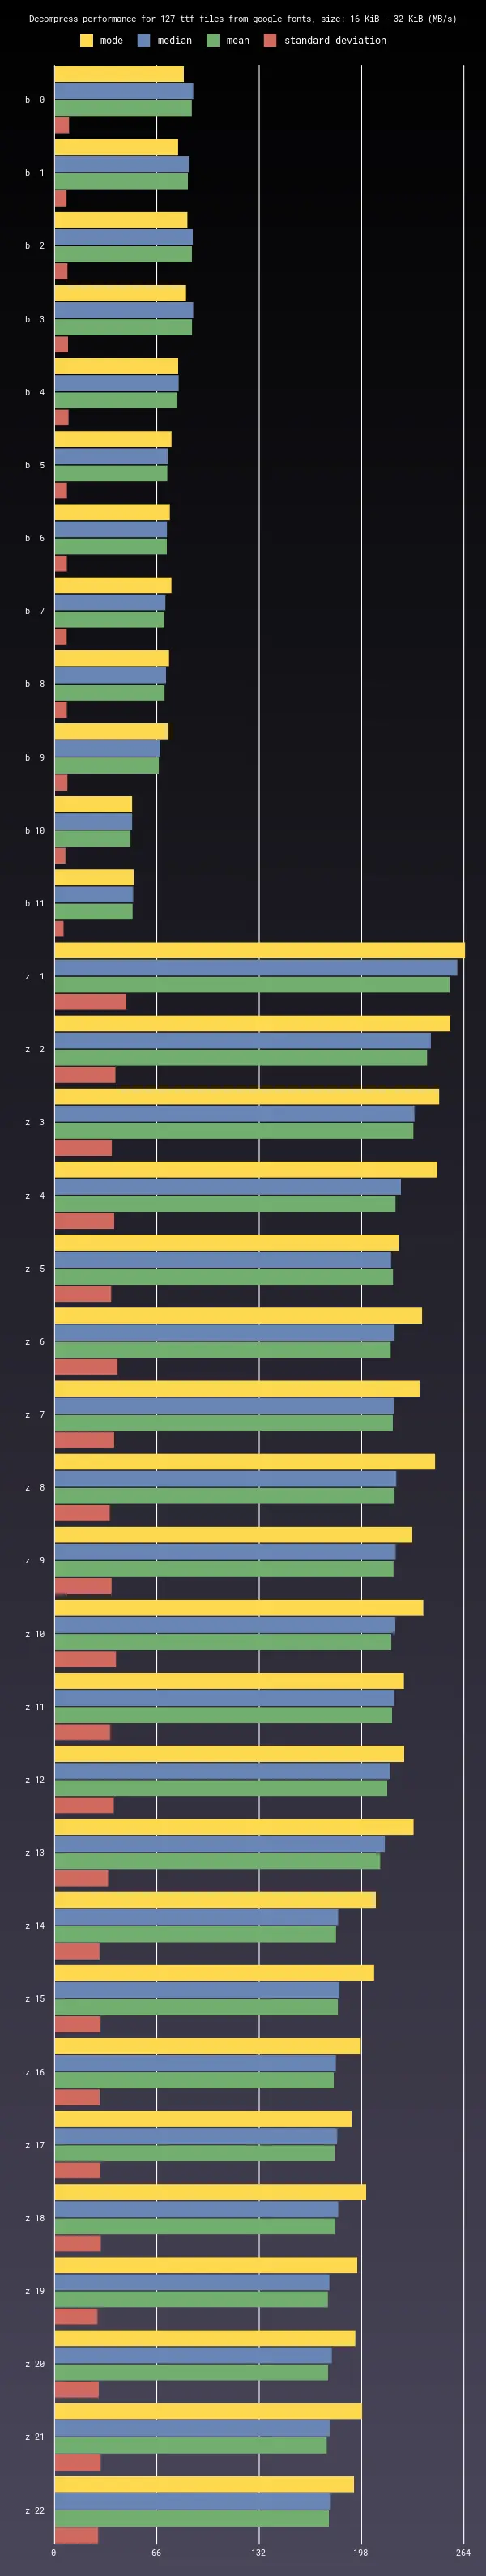 Decompress performance for 127 ttf files from google fonts, size: 16 KiB - 32 KiB (MB/s)
mode median mean standard deviation
b 0
b 1
b 2
b 3
b 4
b 5
b 6
b 7
b 8
b 9
b 10
b 11
z 1
z 2
z 3
z 4
z 5
z 6
z 7
z 8
z 9
z 10
z 11
z 12
z 13
z 14
z 15
z 16
z 17
z 18
z 19
z 20
z 21
z 22
0 66 132 198 264